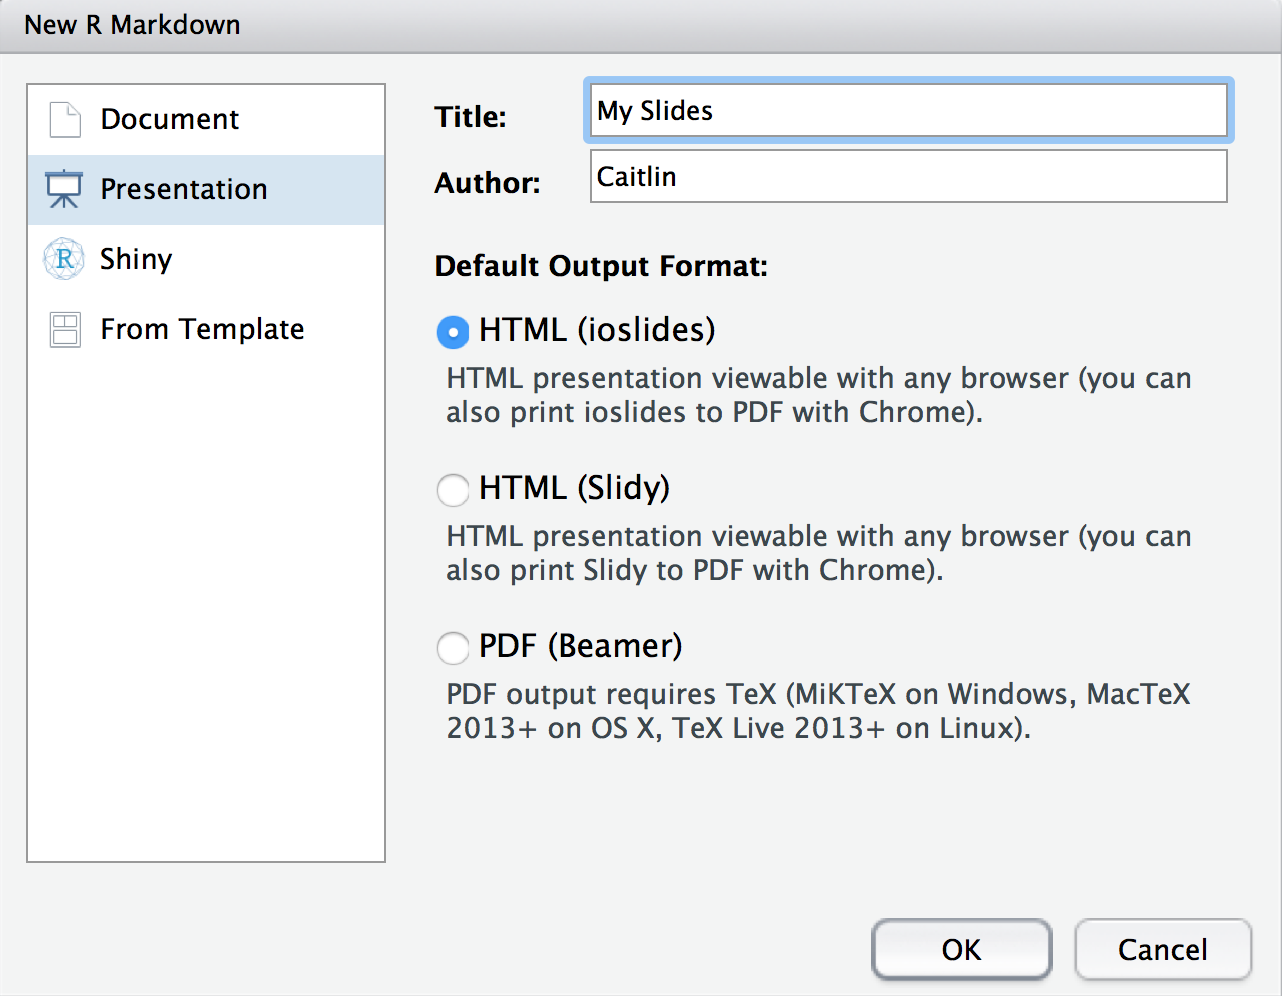 New R Markdown
Document
Presentation
Shiny
From Template
Title: My Slides
Author: Caitlin
Default Output Format:
HTML (ioslides)
HTML presentation viewable with any browser (you can
also print ioslides to PDF with Chrome).
HTML (Slidy)
HTML presentation viewable with any browser (you can
also print Slidy to PDF with Chrome).
PDF (Beamer)
PDF output requires TeX (MiKTeX on Windows, MacTeX
2013+ on OS X, TeX Live 2013+ on Linux).
OK Cancel